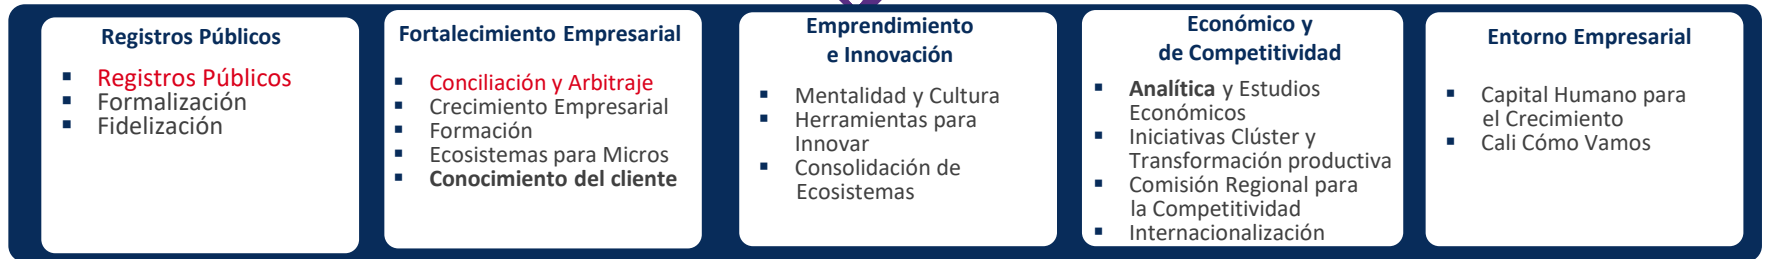 Registros Públicos
▪ Registros Públicos
▪ Formalización
▪ Fidelización
Fortalecimiento Empresarial
▪ Conciliación y Arbitraje
▪ Crecimiento Empresarial
▪ Formación
▪ Ecosistemas para Micros
▪ Conocimiento del cliente
Emprendimiento
e Innovación
▪ Mentalidad y Cultura
▪ Herramientas para
Innovar
▪ Consolidación de
Ecosistemas
Económico y
de Competitividad
▪ Analítica y Estudios
Económicos
▪ Iniciativas Clúster y
Transformación productiva
▪ Comisión Regional para
la Competitividad
▪ Internacionalización
Entorno Empresarial
▪ Capital Humano para
el Crecimiento
▪ Cali Cómo Vamos